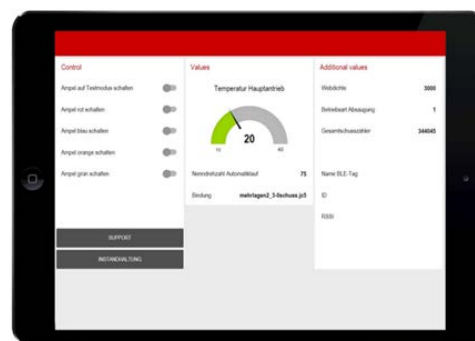 Control
Ampel auf Testmodus schalten
Ampel rot schalten
Ampel blau schalten
Ampel orange schalten
Ampel grün schalten
SUPPORT
INSTANDHALTUNG
Values
Temperatur Hauptantrieb
20
10
40
Nenndrehzahl Automatiklauf 75
Bindung mehrlagen2_3-0schuss.jc5
Additional values
Webdichte 3000
Betriebsart Absaugung 1
Gesamtschusszähler 344045
Name BLE-Tag
ID
RSSI